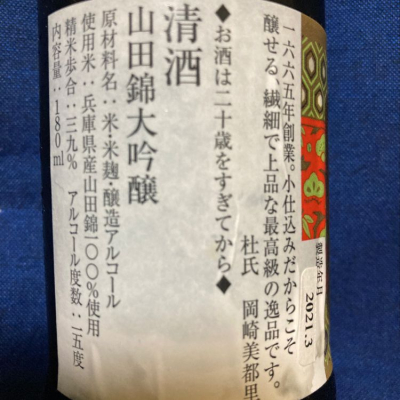 製造年月
2021.3
一六六五年創業。小仕込みだからこそ
醸せる、繊細で上品な最高級の逸品です。
杜氏 岡崎美都里
◆お酒は二十歳をすぎてから◆
清酒
山田錦大吟醸
原材料名：米・米麹・醸造アルコール
使用米：兵庫県産山田錦一〇〇％使用
精米歩合：三九％ アルコール度数：一五度
内容量：180ml